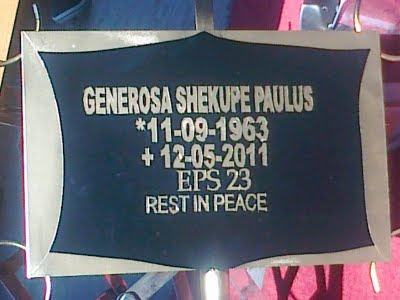 GENEROSA SHEKUPE PAULUS
*11-09-1963
+ 12-05-2011
EPS 23
REST IN PEACE